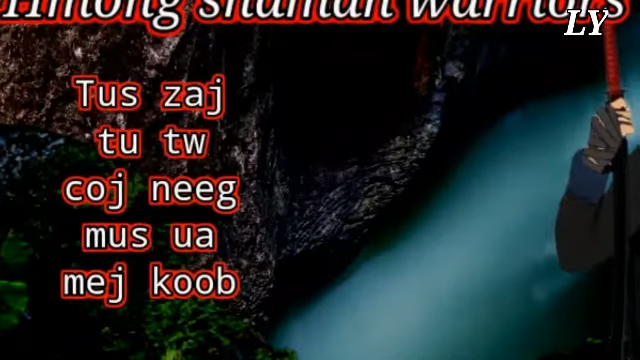 Hmong shaman warriors
LY
Tus zaj
tu tw
coj neeg
mus ua
mej koob